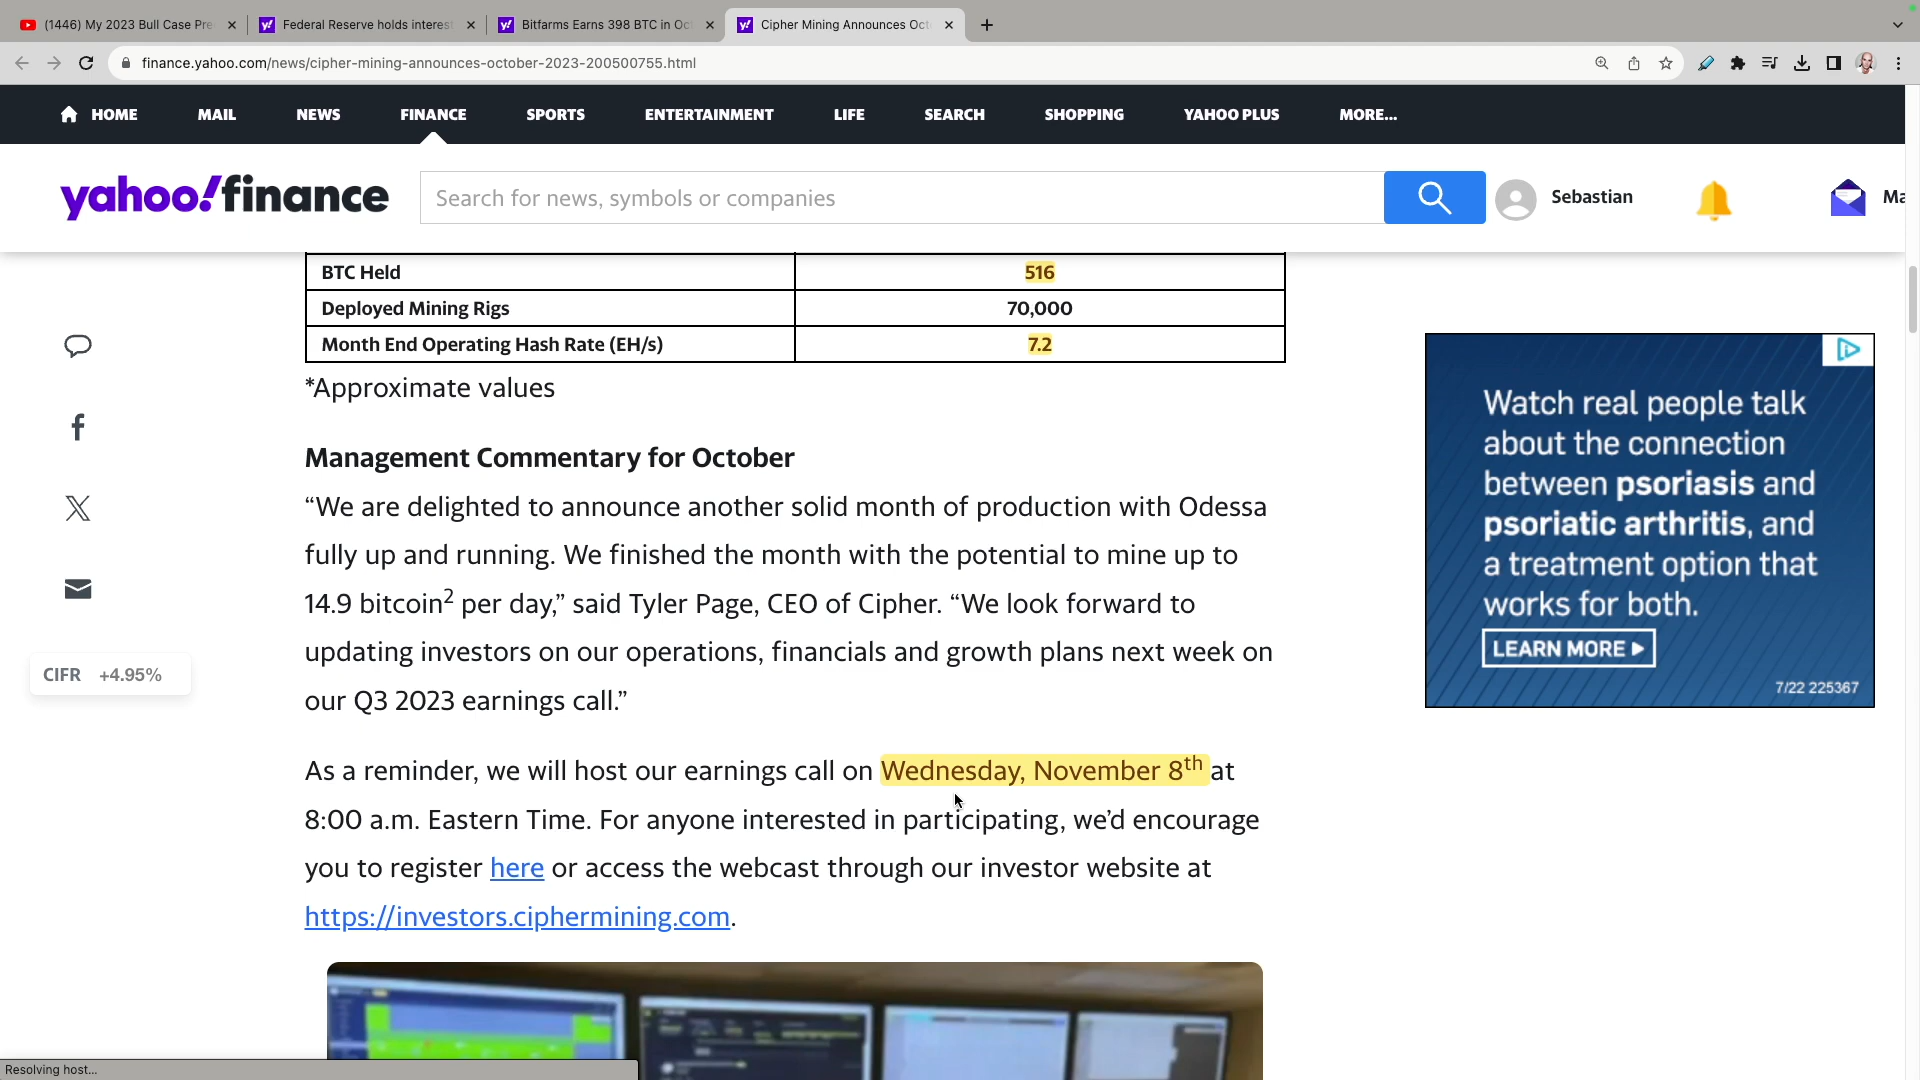 (1446) My 2023 Bull Case Pre
Federal Reserve holds interes
Bitfarms Earns 398 BTC in Oct
Cipher Mining Announces Oct
finance.yahoo.com/news/cipher-mining-announces-october-2023-200500755.html
HOME MAIL NEWS FINANCE SPORTS ENTERTAINMENT LIFE SEARCH SHOPPING YAHOO PLUS MORE...
yahoo!finance
Search for news, symbols or companies
Sebastian
Ma
BTC Held 516
Deployed Mining Rigs 70,000
Month End Operating Hash Rate (EH/s) 7.2
*Approximate values
Management Commentary for October
“We are delighted to announce another solid month of production with Odessa
fully up and running. We finished the month with the potential to mine up to
14.9 bitcoin² per day,” said Tyler Page, CEO of Cipher. “We look forward to
updating investors on our operations, financials and growth plans next week on
our Q3 2023 earnings call.”
As a reminder, we will host our earnings call on Wednesday, November 8th at
8:00 a.m. Eastern Time. For anyone interested in participating, we’d encourage
you to register here or access the webcast through our investor website at
https://investors.ciphermining.com.
CIFR +4.95%
Watch real people talk
about the connection
between psoriasis and
psoriatic arthritis, and
a treatment option that
works for both.
LEARN MORE
7/22 225367
Resolving host...